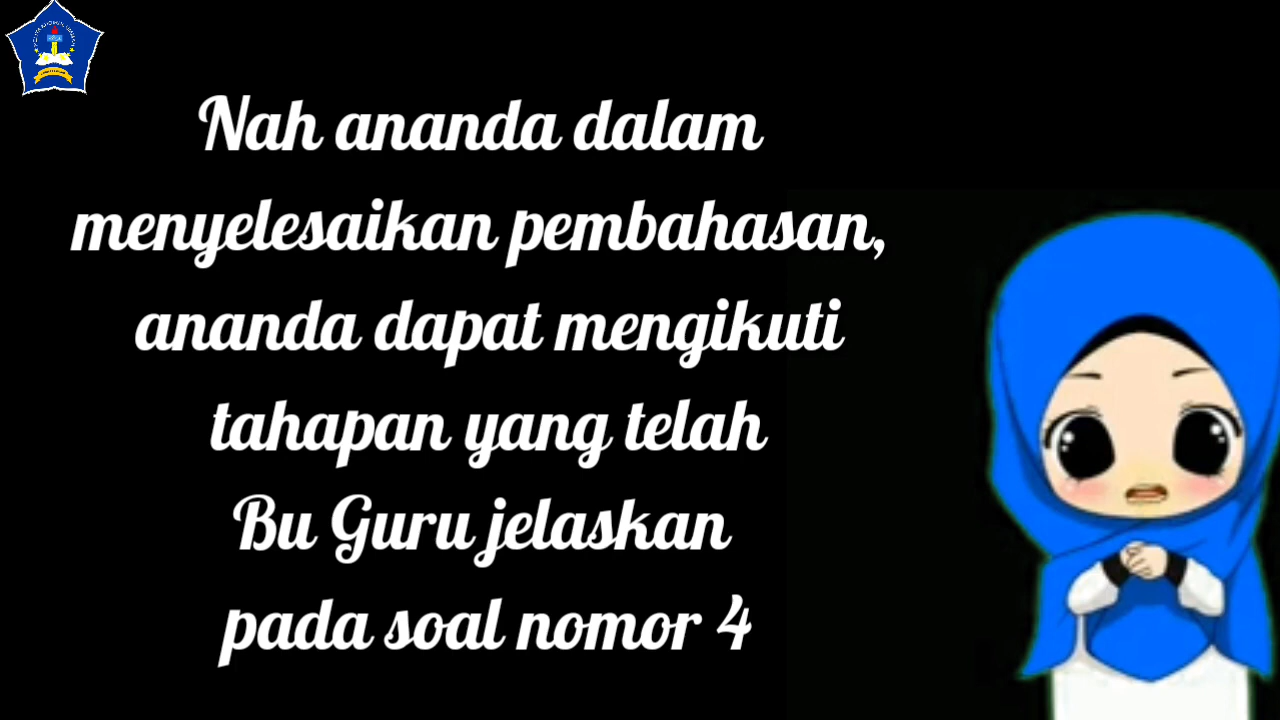 Nah ananda dalam
menyelesaikan pembahasan,
ananda dapat mengikuti
tahapan yang telah
Bu Guru jelaskan
pada soal nomor 4